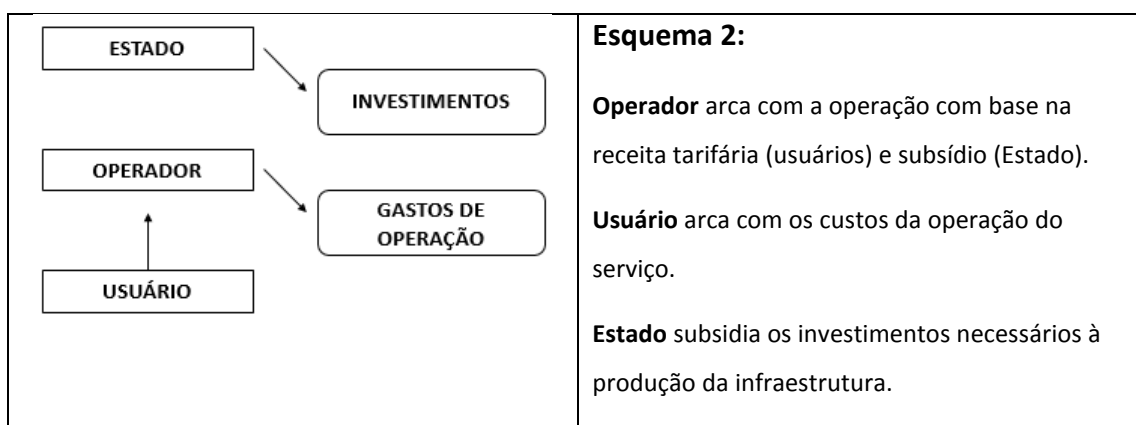 ESTADO
INVESTIMENTOS
OPERADOR
GASTOS DE
OPERAÇÃO
USUÁRIO
Esquema 2:
Operador arca com a operação com base na
receita tarifária (usuários) e subsídio (Estado).
Usuário arca com os custos da operação do
serviço.
Estado subsidia os investimentos necessários à
produção da infraestrutura.